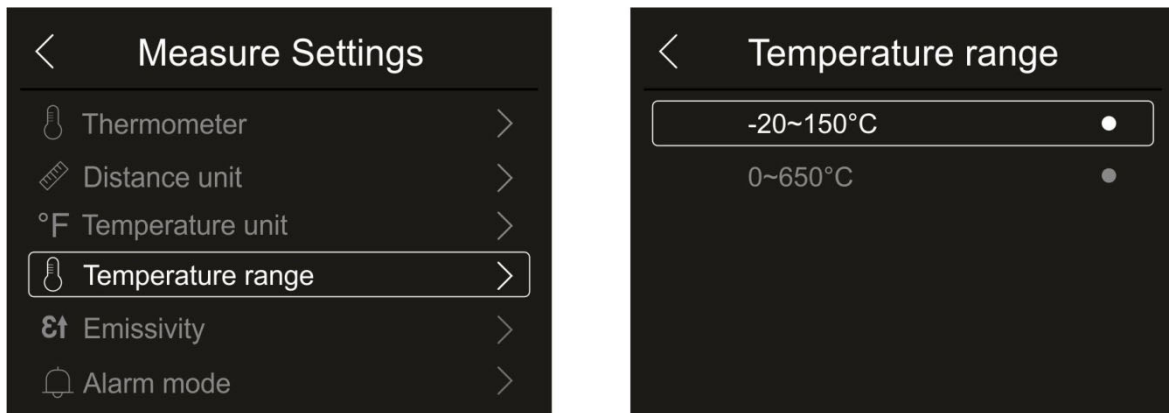 Measure Settings
Thermometer
Distance unit
°F Temperature unit
Temperature range
Ɛ↑ Emissivity
Alarm mode
Temperature range
-20~150°C
0~650°C